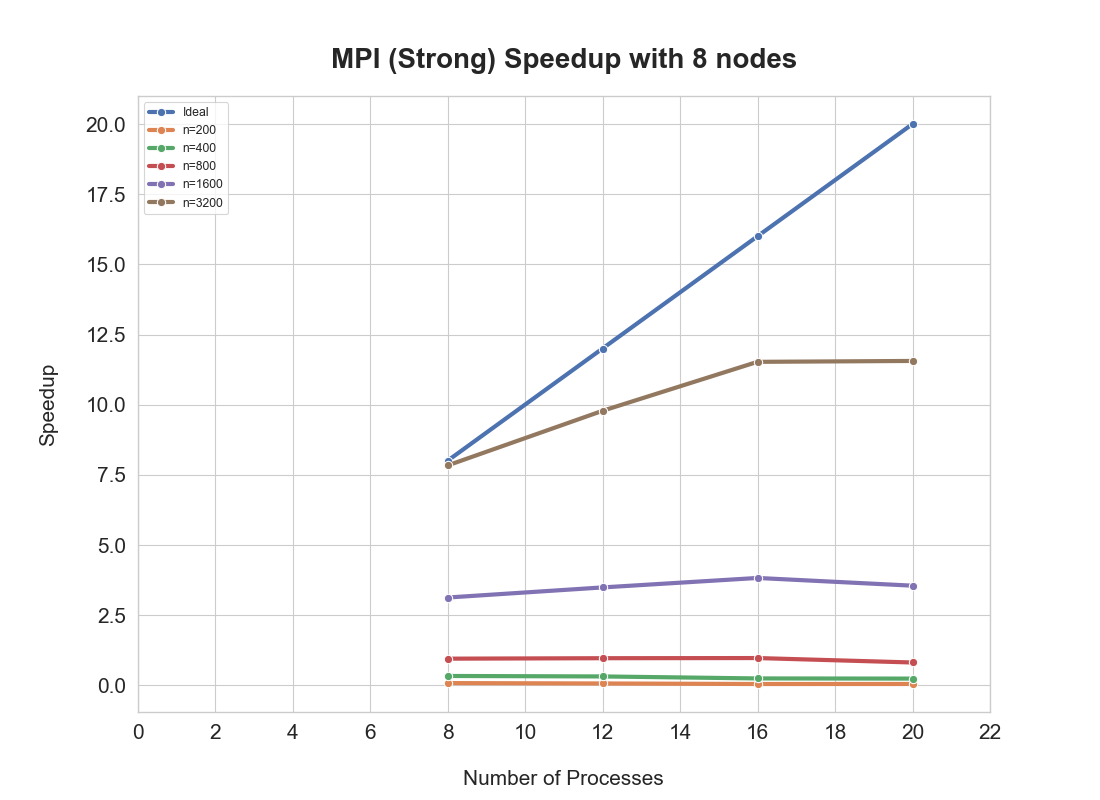 MPI (Strong) Speedup with 8 nodes
Ideal
n=200
n=400
n=800
n=1600
n=3200
20.0
17.5
15.0
12.5
10.0
7.5
5.0
2.5
0.0
Speedup
0 2 4 6 8 10 12 14 16 18 20 22
Number of Processes